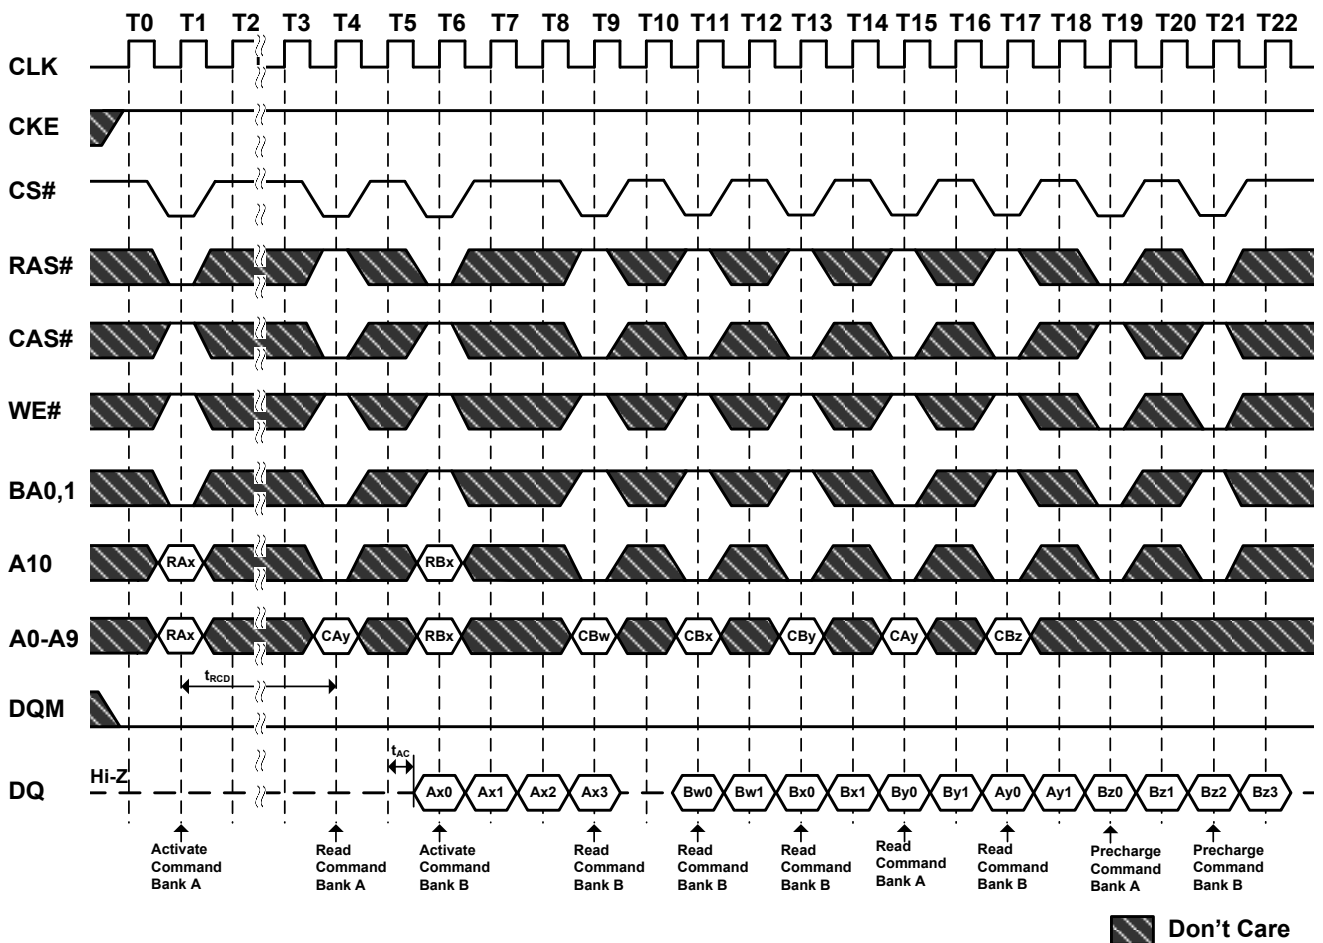 T0 T1 T2 T3 T4 T5 T6 T7 T8 T9 T10 T11 T12 T13 T14 T15 T16 T17 T18 T19 T20 T21 T22
CLK
CKE
CS#
RAS#
CAS#
WE#
BA0,1
A10
RAx RBx
A0-A9
RAx CAy RBx CBw CBx CBy CAy CBz
tRCD
DQM
tAC
Hi-Z
DQ
Ax0 Ax1 Ax2 Ax3 Bw0 Bw1 Bx0 Bx1 By0 By1 Ay0 Ay1 Bz0 Bz1 Bz2 Bz3
Activate
Command
Bank A
Read
Command
Bank A
Activate
Command
Bank B
Read
Command
Bank B
Read
Command
Bank B
Read
Command
Bank B
Read
Command
Bank A
Read
Command
Bank B
Precharge
Command
Bank A
Precharge
Command
Bank B
Don't Care